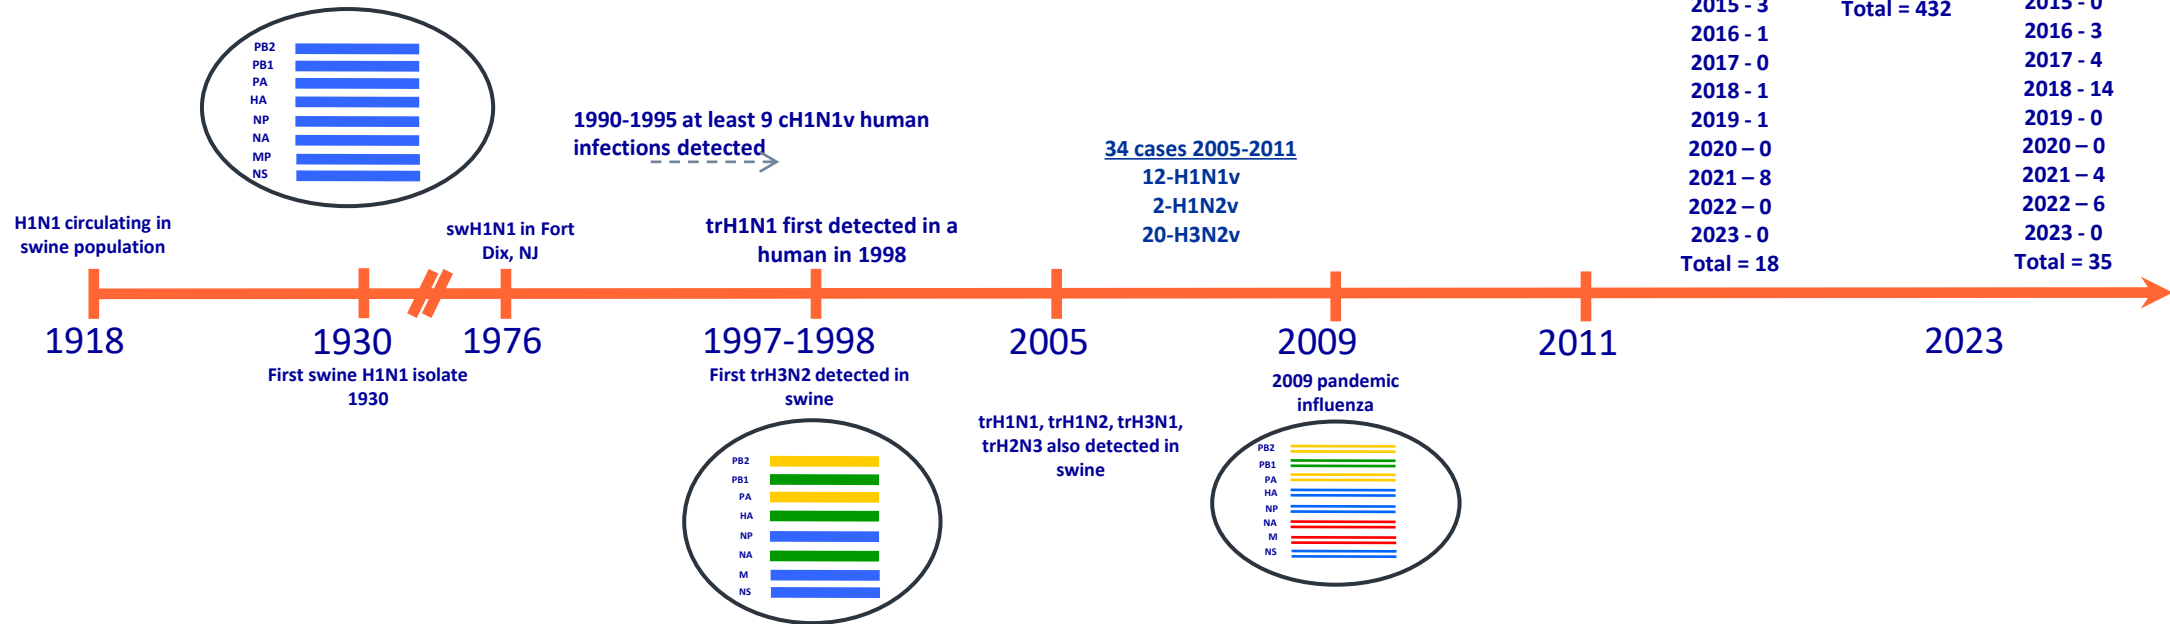 PB2
PB1
PA
HA
NP
NA
MP
NS
1990-1995 at least 9 cH1N1v human
infections detected
34 cases 2005-2011
12-H1N1v
2-H1N2v
20-H3N2v
2015 - 3
2016 - 1
2017 - 0
2018 - 1
2019 - 1
2020 – 0
2021 – 8
2022 – 0
2023 - 0
Total = 18
Total = 432
2015 - 0
2016 - 3
2017 - 4
2018 - 14
2019 - 0
2020 – 0
2021 – 4
2022 – 6
2023 - 0
Total = 35
H1N1 circulating in
swine population
swH1N1 in Fort
Dix, NJ
trH1N1 first detected in a
human in 1998
1918
1930
1976
1997-1998
2005
2009
2011
2023
First swine H1N1 isolate
1930
First trH3N2 detected in
swine
PB2
PB1
PA
HA
NP
NA
M
NS
trH1N1, trH1N2, trH3N1,
trH2N3 also detected in
swine
2009 pandemic
influenza
PB2
PB1
PA
HA
NP
NA
M
NS